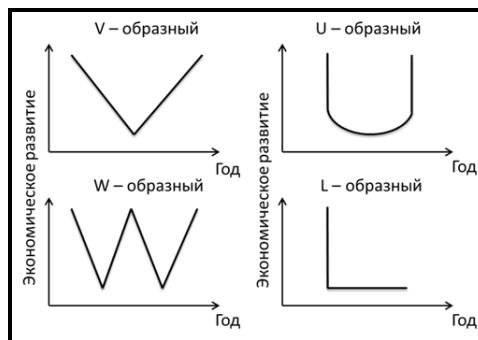 V – образный
U – образный
Экономическое развитие
Год
Экономическое развитие
Год
W – образный
L – образный
Год
Год